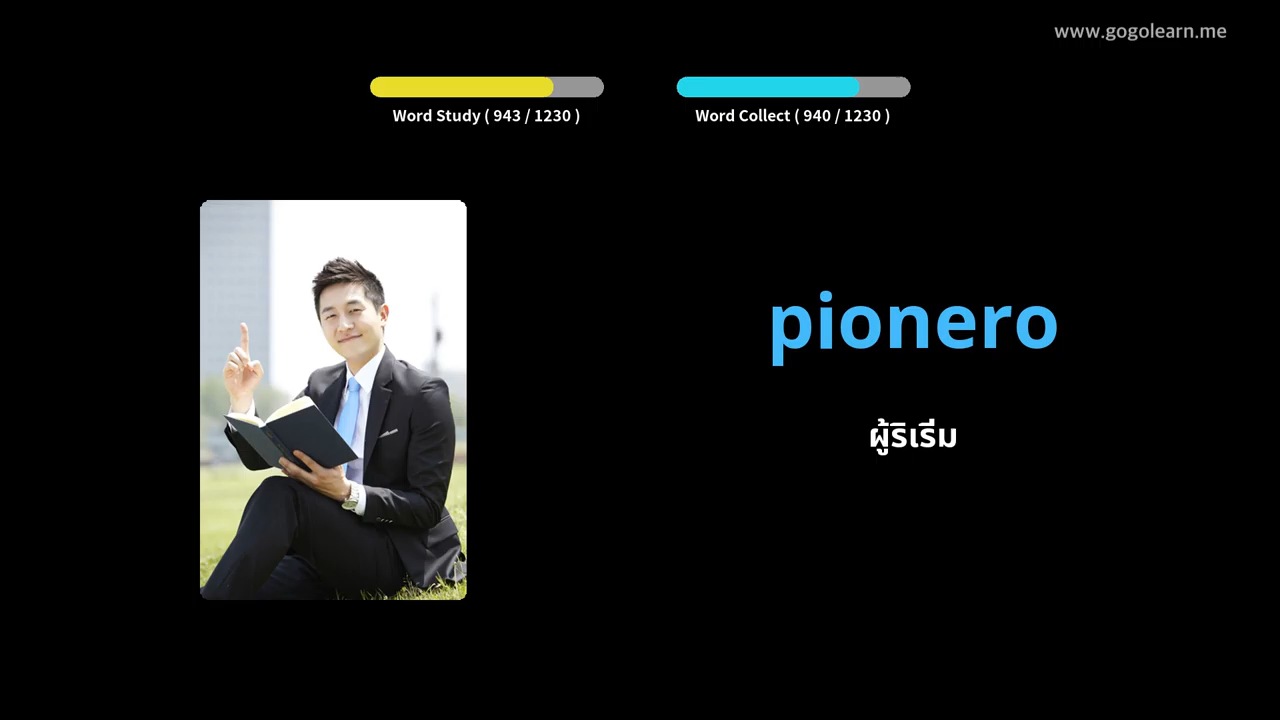 www.gogolearn.me
Word Study ( 943 / 1230 )
Word Collect ( 940 / 1230 )
pionero
ผู้ริเริ่ม